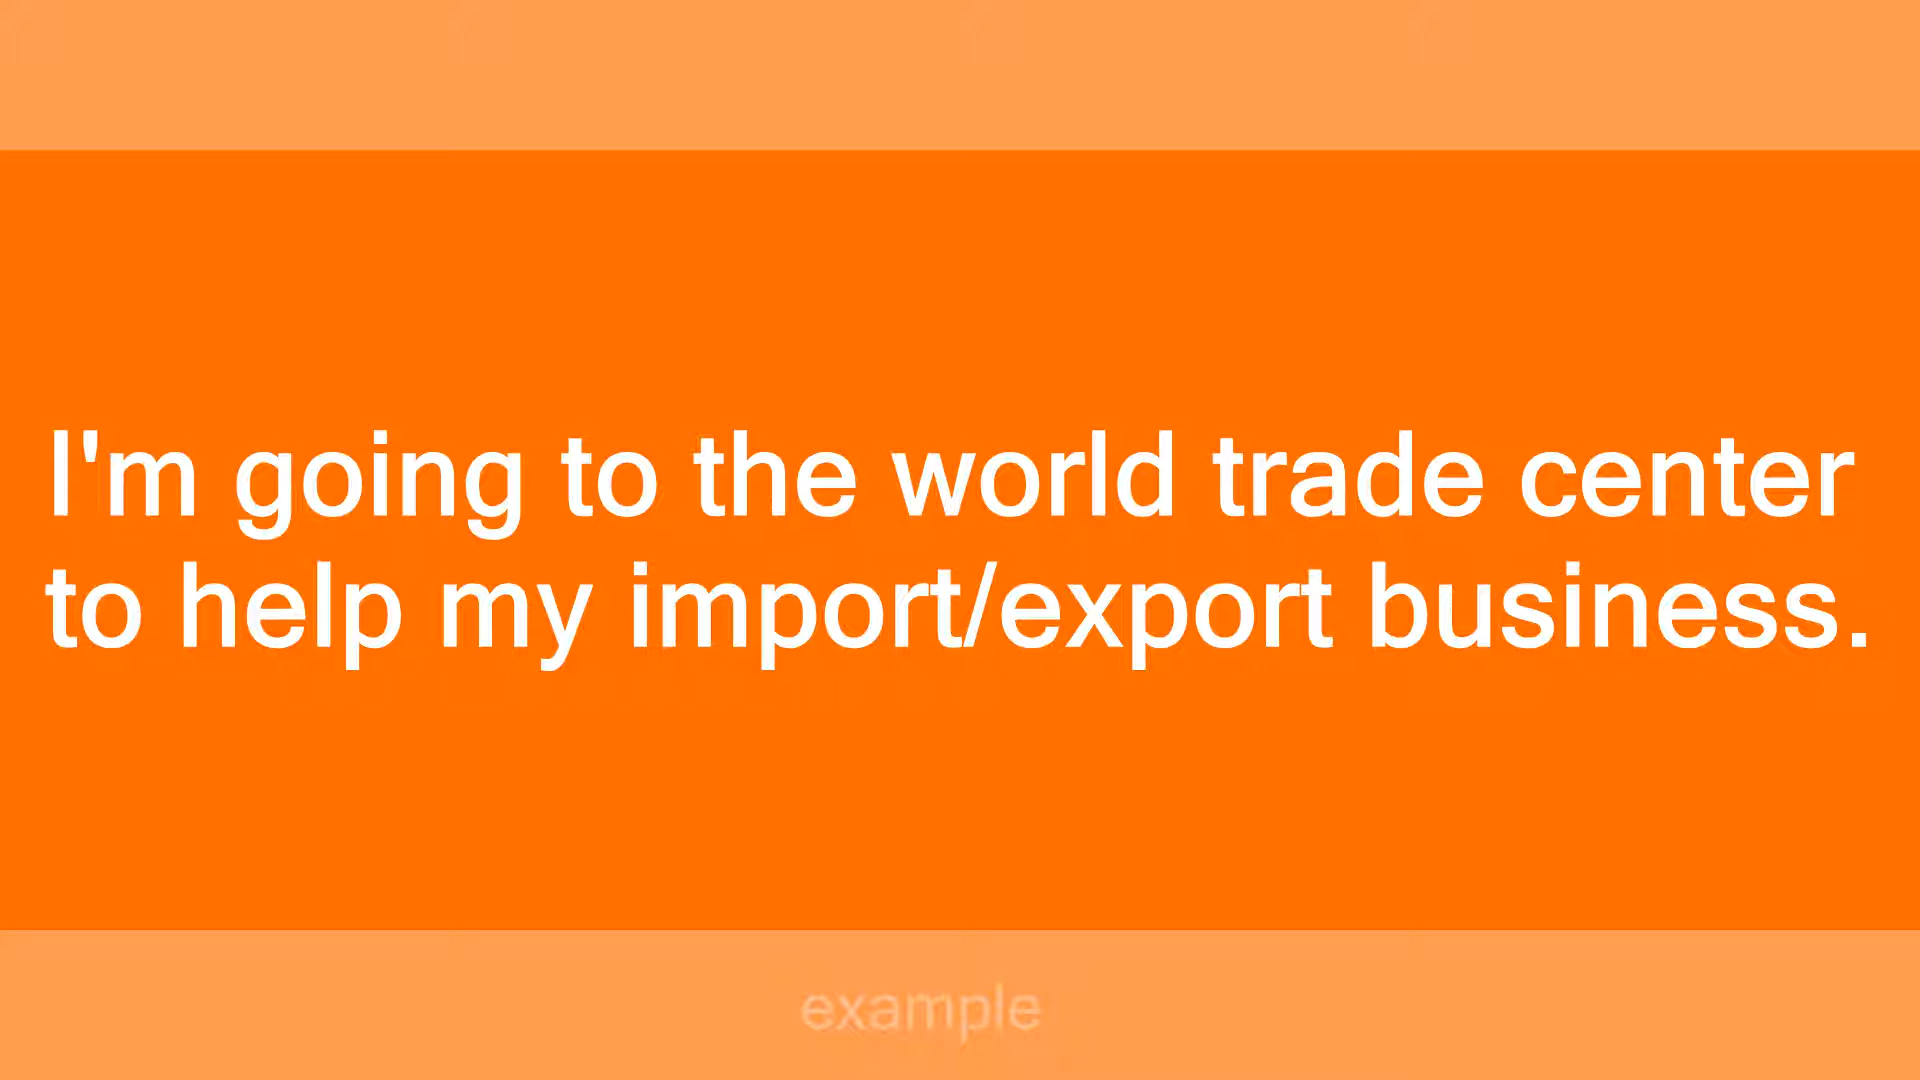 I'm going to the world trade center
to help my import/export business.
example